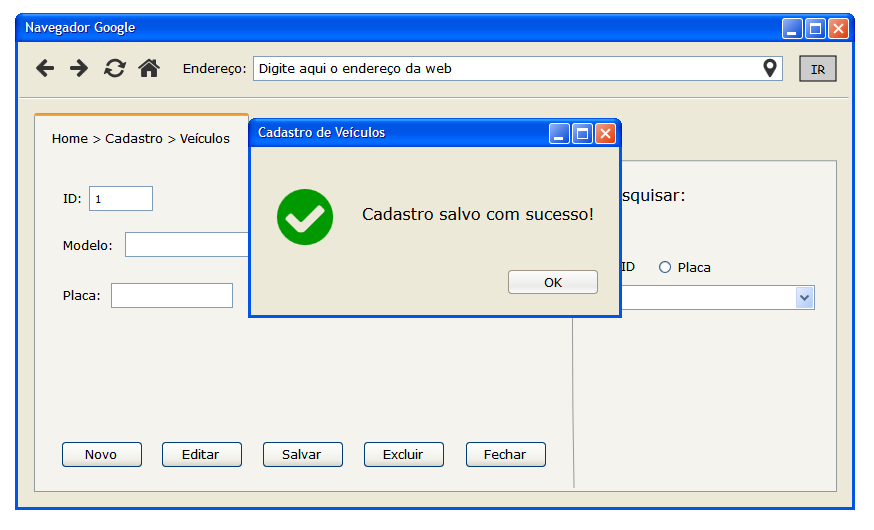 Navegador Google
Endereço: Digite aqui o endereço da web IR
Home > Cadastro > Veículos
Cadastro de Veículos
ID: 1
squisar:
Cadastro salvo com sucesso!
Modelo:
ID Placa
OK
Placa:
Novo Editar Salvar Excluir Fechar